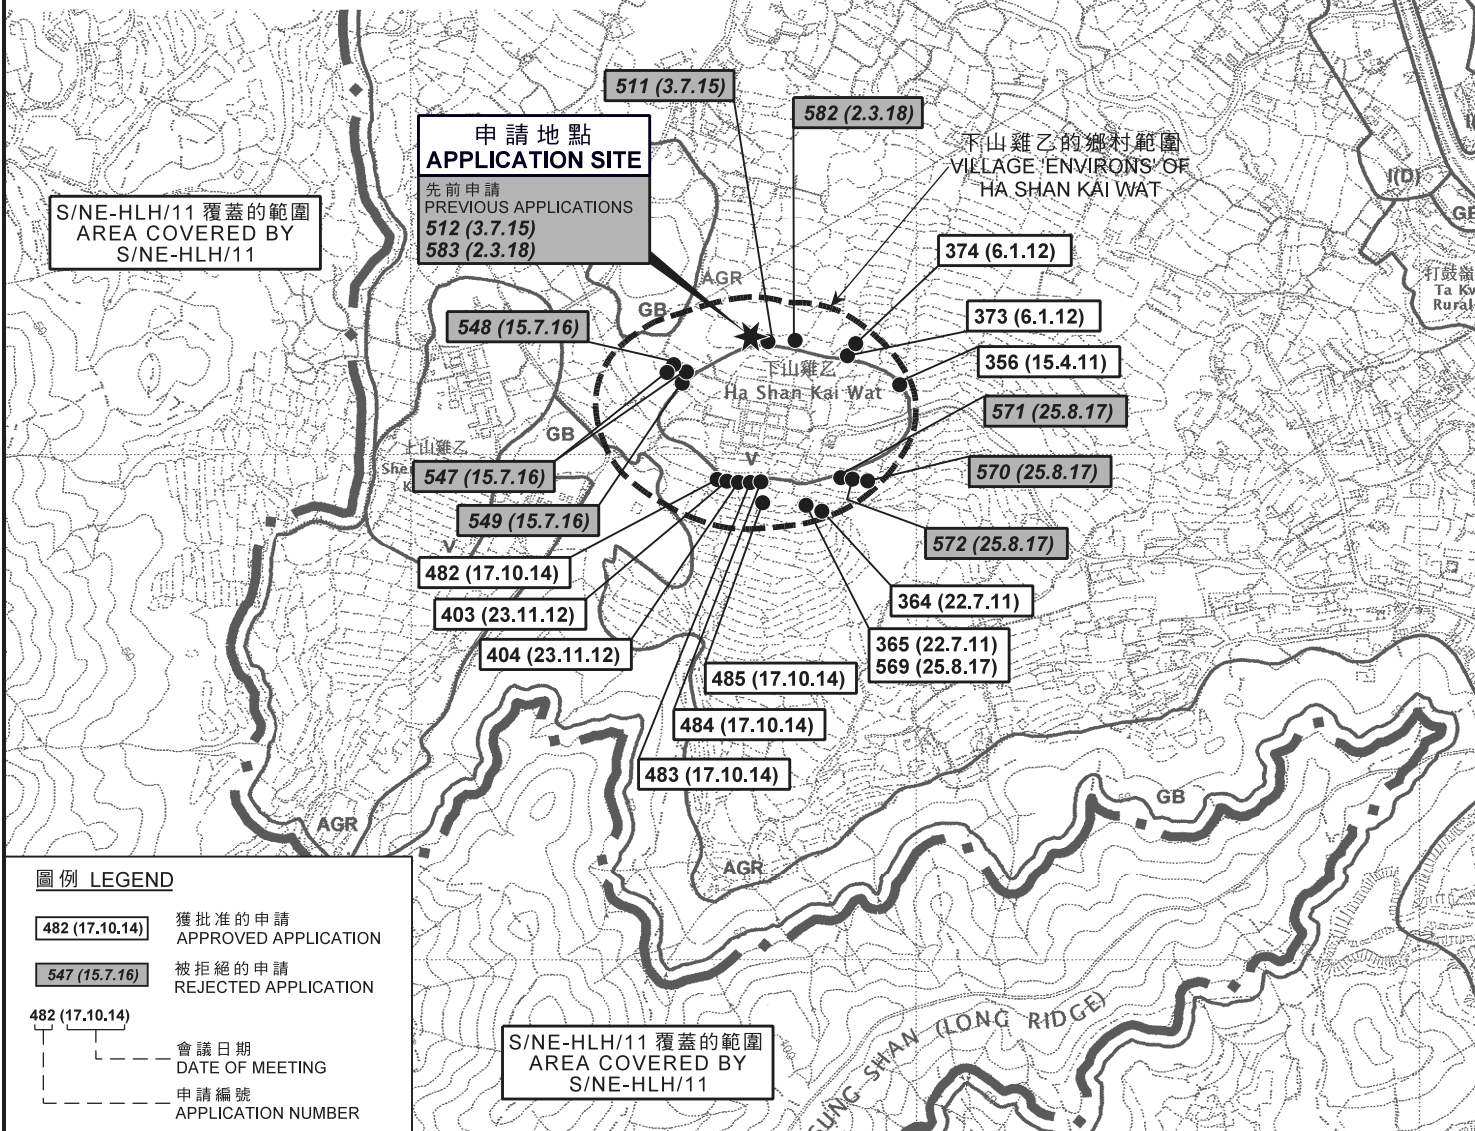 511 (3.7.15)
582 (2.3.18)
申請地點
APPLICATION SITE
先前申請
PREVIOUS APPLICATIONS
512 (3.7.15)
583 (2.3.18)
下山雞乙的鄉村範圍
VILLAGE 'ENVIRONS' OF
HA SHAN KAI WAT
I(D)
S/NE-HLH/11 覆蓋的範圍
AREA COVERED BY
S/NE-HLH/11
374 (6.1.12)
AGR
GB
打鼓嶺
Rural
548 (15.7.16)
373 (6.1.12)
356 (15.4.11)
下山雞乙
Ha Shan Kai Wat
571 (25.8.17)
GB
上山雞乙
V
547 (15.7.16)
570 (25.8.17)
549 (15.7.16)
572 (25.8.17)
V
482 (17.10.14)
403 (23.11.12)
364 (22.7.11)
404 (23.11.12)
365 (22.7.11)
569 (25.8.17)
485 (17.10.14)
484 (17.10.14)
483 (17.10.14)
GB
AGR
AGR
圖例 LEGEND
482 (17.10.14)
獲批准的申請
APPROVED APPLICATION
547 (15.7.16)
被拒絕的申請
REJECTED APPLICATION
482 (17.10.14)
會議日期
DATE OF MEETING
申請編號
APPLICATION NUMBER
S/NE-HLH/11 覆蓋的範圍
AREA COVERED BY
S/NE-HLH/11
SHAN (LONG RIDGE)